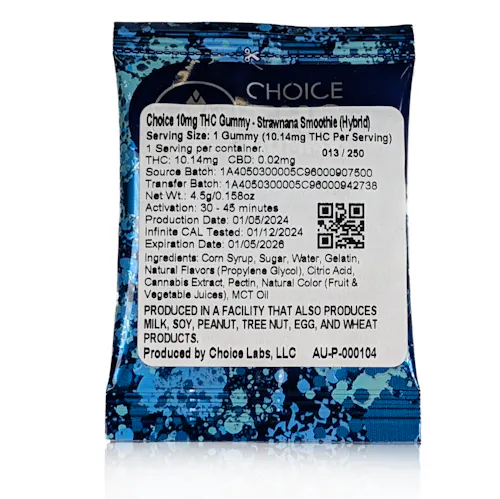 CHOICE
Choice 10mg THC Gummy - Strawnana Smoothie (Hybrid)
Serving Size: 1 Gummy (10.14mg THC Per Serving)
1 Serving per container.
013 / 250
THC: 10.14mg CBD: 0.02mg
Source Batch: 1A4050300005C96000907500
Transfer Batch: 1A4050300005C96000942738
Net Wt: 4.5g/0.158oz
Activation: 30 - 45 minutes
Production Date: 01/05/2024
Infinite CAL Tested: 01/12/2024
Expiration Date: 01/05/2026
Ingredients: Corn Syrup, Sugar, Water, Gelatin,
Natural Flavors (Propylene Glycol), Citric Acid,
Cannabis Extract, Pectin, Natural Color (Fruit &
Vegetable Juices), MCT Oil
PRODUCED IN A FACILITY THAT ALSO PRODUCES
MILK, SOY, PEANUT, TREE NUT, EGG, AND WHEAT
PRODUCTS.
Produced by Choice Labs, LLC AU-P-000104